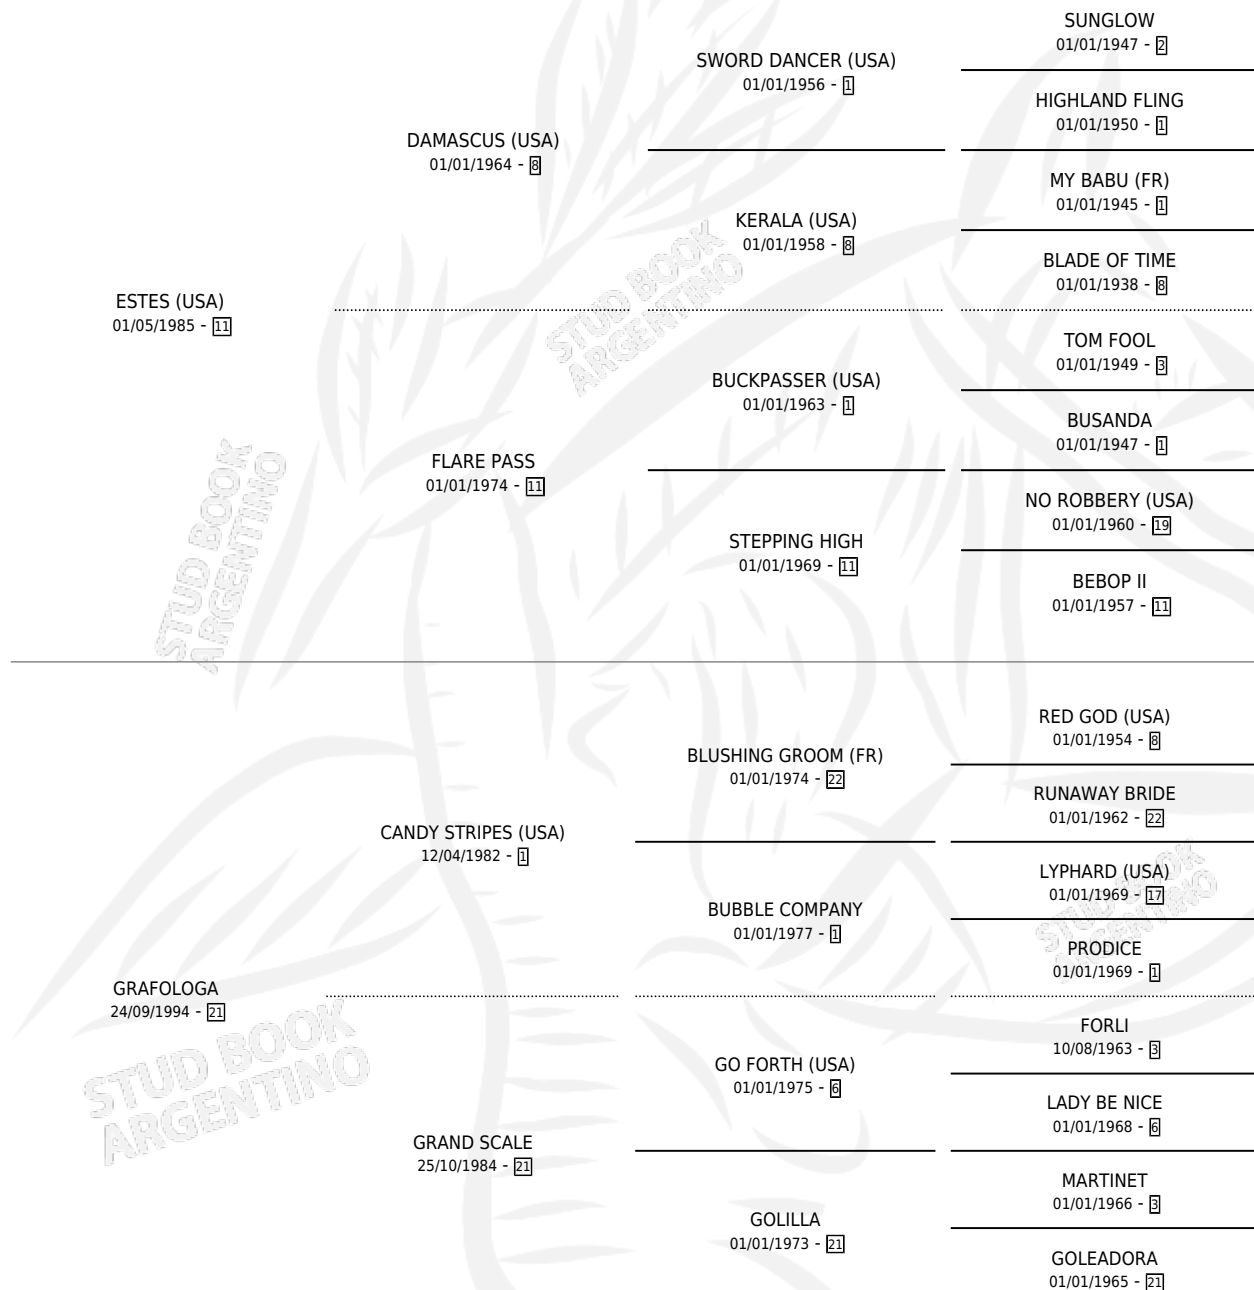 SUNGLOW
01/01/1947 - 2
SWORD DANCER (USA)
01/01/1956 - 1
HIGHLAND FLING
01/01/1950 - 1
DAMASCUS (USA)
01/01/1964 - 8
MY BABU (FR)
01/01/1945 - 1
KERALA (USA)
01/01/1958 - 8
BLADE OF TIME
01/01/1938 - 8
ESTES (USA)
01/05/1985 - 11
TOM FOOL
01/01/1949 - 3
BUCKPASSER (USA)
01/01/1963 - 1
BUSANDA
01/01/1947 - 1
FLARE PASS
01/01/1974 - 11
NO ROBBERY (USA)
01/01/1960 - 19
STEPPING HIGH
01/01/1969 - 11
BEBOP II
01/01/1957 - 11
STUD BOOK
ARGENTINO
STUD BOOK
ARGENTINO
RED GOD (USA)
01/01/1954 - 8
BLUSHING GROOM (FR)
01/01/1974 - 22
RUNAWAY BRIDE
01/01/1962 - 22
CANDY STRIPES (USA)
12/04/1982 - 1
LYPHARD (USA)
01/01/1969 - 17
BUBBLE COMPANY
01/01/1977 - 1
PRODICE
01/01/1969 - 1
STUD BOOK
ARGENTINO
GRAFOLOGA
24/09/1994 - 21
FORLI
10/08/1963 - 3
GO FORTH (USA)
01/01/1975 - 6
LADY BE NICE
01/01/1968 - 6
GRAND SCALE
25/10/1984 - 21
MARTINET
01/01/1966 - 3
GOLILLA
01/01/1973 - 21
GOLEADORA
01/01/1965 - 21
STUD BOOK
ARGENTINO